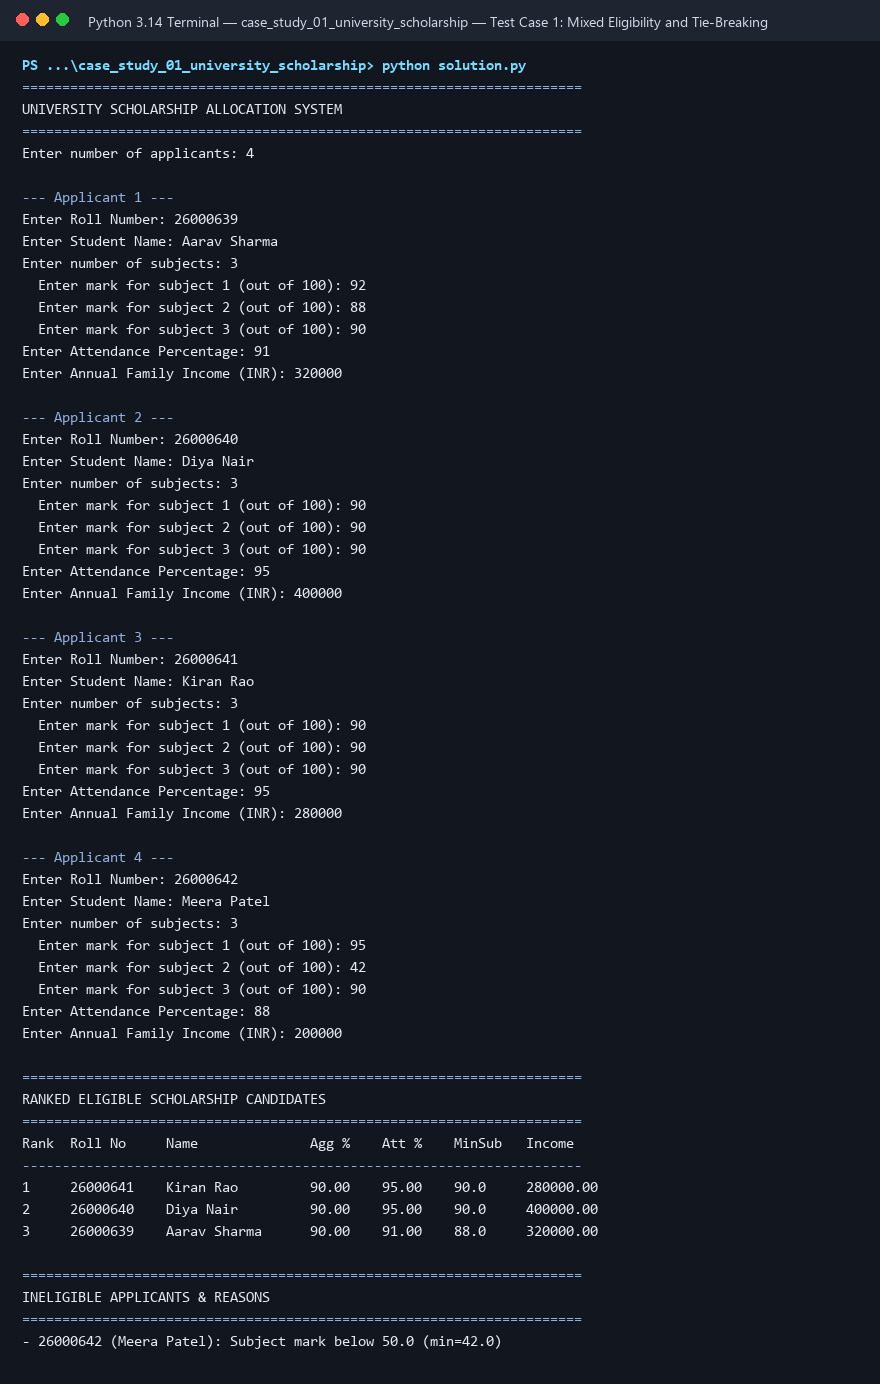 Python 3.14 Terminal — case_study_01_university_scholarship — Test Case 1: Mixed Eligibility and Tie-Breaking
PS ...\case_study_01_university_scholarship> python solution.py
======================================================================
UNIVERSITY SCHOLARSHIP ALLOCATION SYSTEM
======================================================================
Enter number of applicants: 4
--- Applicant 1 ---
Enter Roll Number: 26000639
Enter Student Name: Aarav Sharma
Enter number of subjects: 3
  Enter mark for subject 1 (out of 100): 92
  Enter mark for subject 2 (out of 100): 88
  Enter mark for subject 3 (out of 100): 90
Enter Attendance Percentage: 91
Enter Annual Family Income (INR): 320000
--- Applicant 2 ---
Enter Roll Number: 26000640
Enter Student Name: Diya Nair
Enter number of subjects: 3
  Enter mark for subject 1 (out of 100): 90
  Enter mark for subject 2 (out of 100): 90
  Enter mark for subject 3 (out of 100): 90
Enter Attendance Percentage: 95
Enter Annual Family Income (INR): 400000
--- Applicant 3 ---
Enter Roll Number: 26000641
Enter Student Name: Kiran Rao
Enter number of subjects: 3
  Enter mark for subject 1 (out of 100): 90
  Enter mark for subject 2 (out of 100): 90
  Enter mark for subject 3 (out of 100): 90
Enter Attendance Percentage: 95
Enter Annual Family Income (INR): 280000
--- Applicant 4 ---
Enter Roll Number: 26000642
Enter Student Name: Meera Patel
Enter number of subjects: 3
  Enter mark for subject 1 (out of 100): 95
  Enter mark for subject 2 (out of 100): 42
  Enter mark for subject 3 (out of 100): 90
Enter Attendance Percentage: 88
Enter Annual Family Income (INR): 200000
======================================================================
RANKED ELIGIBLE SCHOLARSHIP CANDIDATES
======================================================================
Rank  Roll No     Name              Agg %    Att %    MinSub   Income
----------------------------------------------------------------------
1     26000641    Kiran Rao         90.00    95.00    90.0     280000.00
2     26000640    Diya Nair         90.00    95.00    90.0     400000.00
3     26000639    Aarav Sharma      90.00    91.00    88.0     320000.00
======================================================================
INELIGIBLE APPLICANTS & REASONS
======================================================================
- 26000642 (Meera Patel): Subject mark below 50.0 (min=42.0)